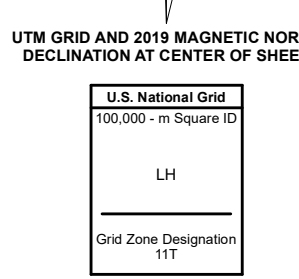 UTM GRID AND 2019 MAGNETIC NOR
DECLINATION AT CENTER OF SHEE
U.S. National Grid
100,000 - m Square ID
LH
Grid Zone Designation
11T